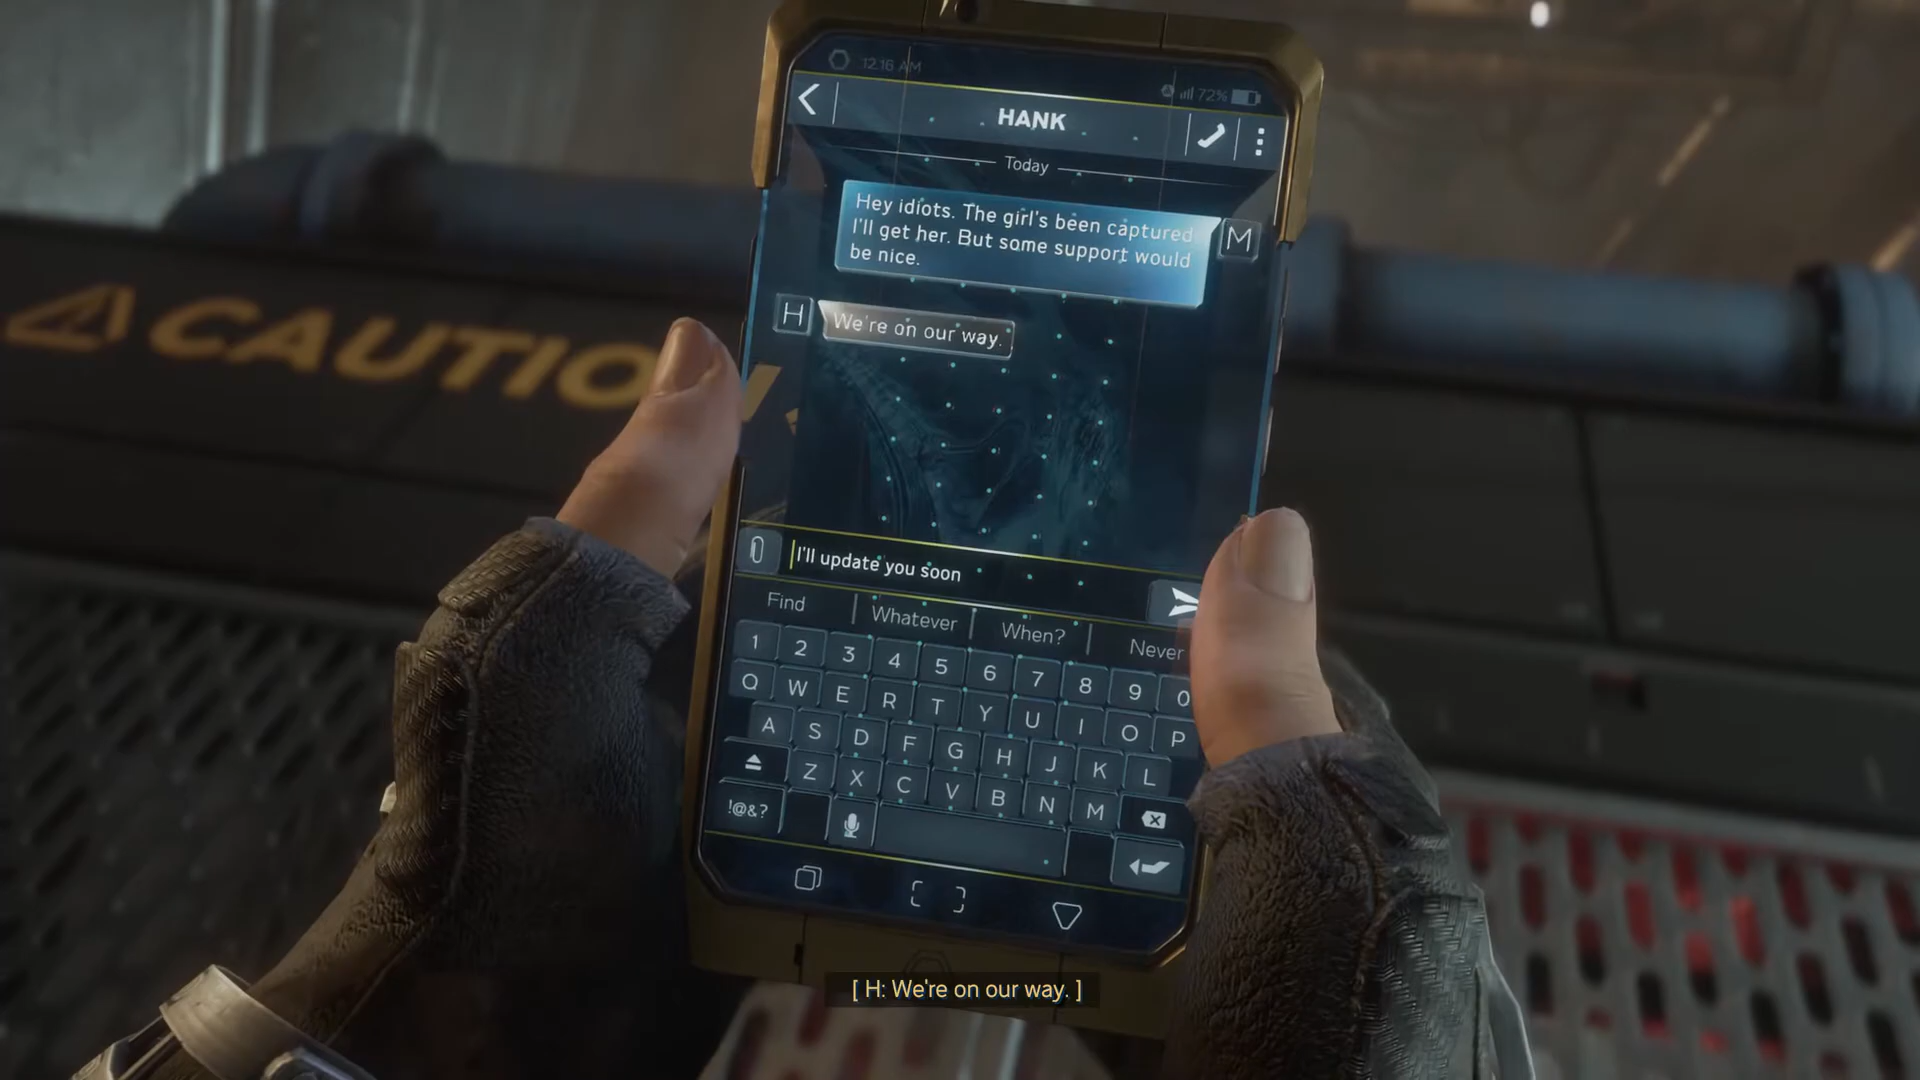 12:16 AM
72%
HANK
Today
Hey idiots. The girl's been captured
I'll get her. But some support would
be nice.
M
H
We're on our way.
CAUTION
I'll update you soon
Find Whatever When? Never
1 2 3 4 5 6 7 8 9 0
Q W E R T Y U I O P
A S D F G H J K L
Z X C V B N M
!@&?
[ H: We're on our way. ]